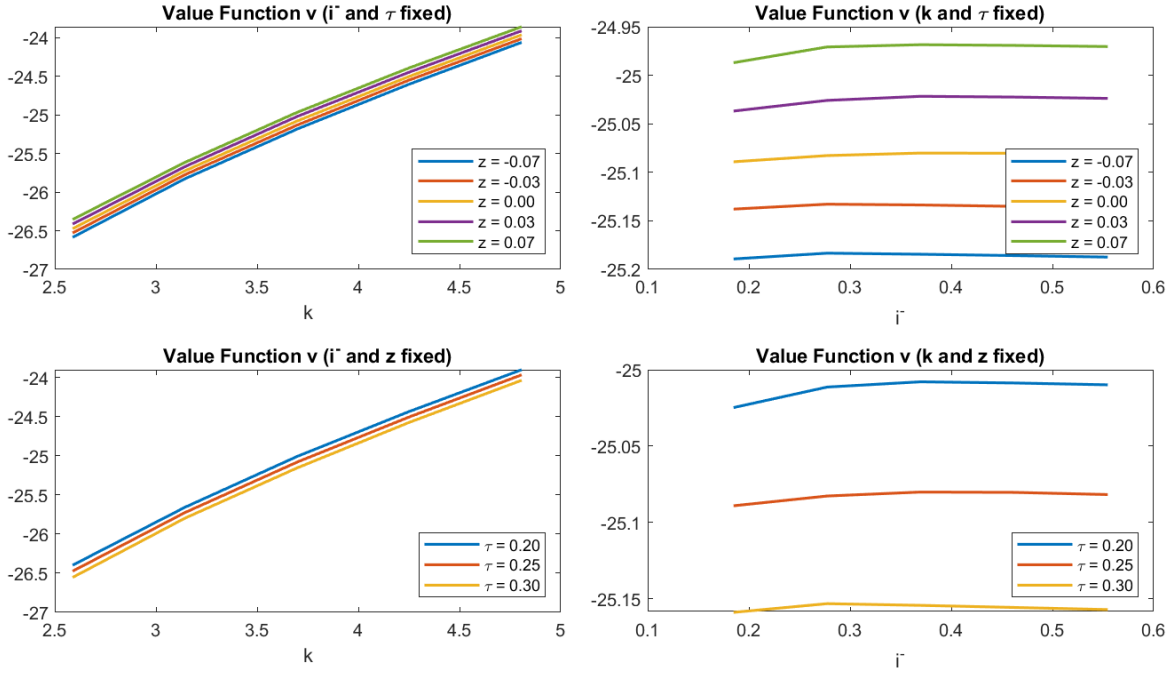 Value Function v (i⁻ and τ fixed)
-24
-24.5
-25
-25.5
-26
-26.5
-27
2.5 3 3.5 4 4.5 5
k
z = -0.07
z = -0.03
z = 0.00
z = 0.03
z = 0.07
Value Function v (k and τ fixed)
-24.95
-25
-25.05
-25.1
-25.15
-25.2
0.1 0.2 0.3 0.4 0.5 0.6
i⁻
z = -0.07
z = -0.03
z = 0.00
z = 0.03
z = 0.07
Value Function v (i⁻ and z fixed)
-24
-24.5
-25
-25.5
-26
-26.5
-27
2.5 3 3.5 4 4.5 5
k
τ = 0.20
τ = 0.25
τ = 0.30
Value Function v (k and z fixed)
-25
-25.05
-25.1
-25.15
0.1 0.2 0.3 0.4 0.5 0.6
i⁻
τ = 0.20
τ = 0.25
τ = 0.30